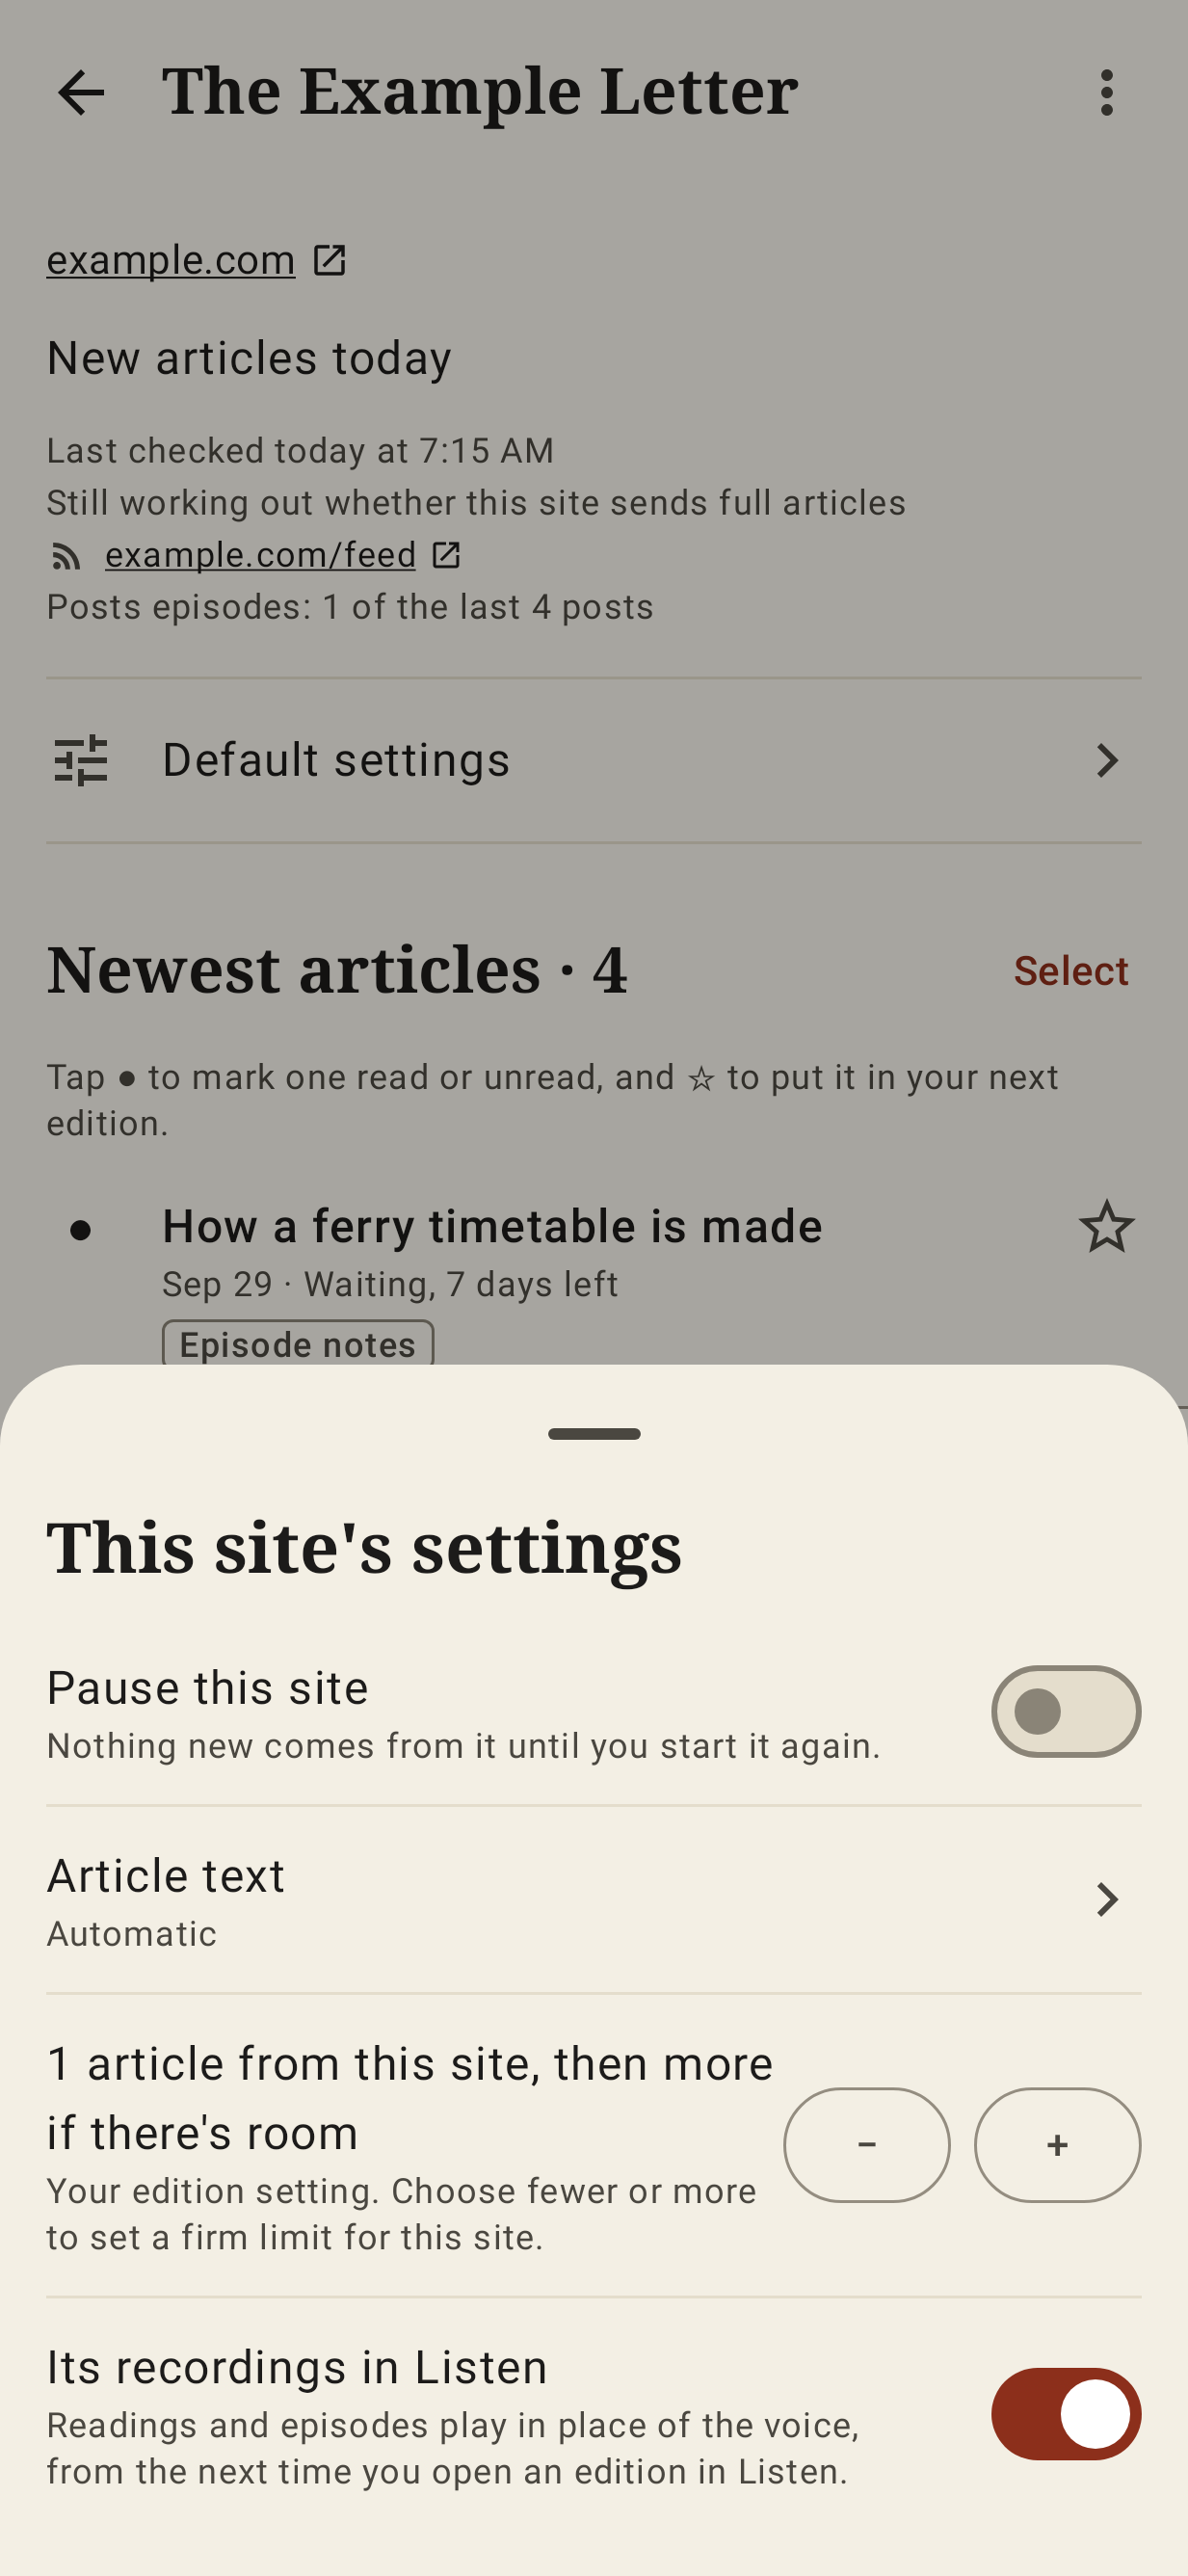 The Example Letter
example.com
New articles today
Last checked today at 7:15 AM
Still working out whether this site sends full articles
example.com/feed
Posts episodes: 1 of the last 4 posts
Default settings
Newest articles · 4
Select
Tap ● to mark one read or unread, and ☆ to put it in your next
edition.
How a ferry timetable is made
Sep 29 · Waiting, 7 days left
Episode notes
This site's settings
Pause this site
Nothing new comes from it until you start it again.
Article text
Automatic
1 article from this site, then more
if there's room
Your edition setting. Choose fewer or more
to set a firm limit for this site.
− +
Its recordings in Listen
Readings and episodes play in place of the voice,
from the next time you open an edition in Listen.